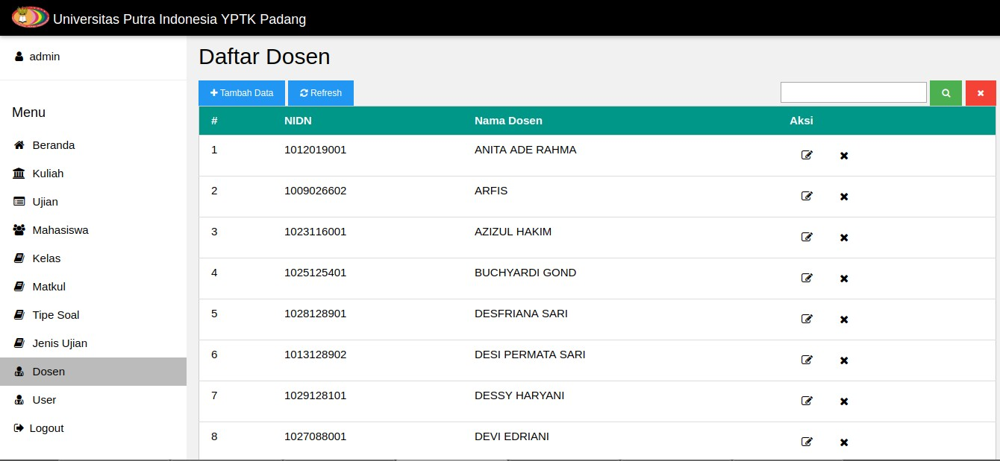 Universitas Putra Indonesia YPTK Padang
admin
Menu
Beranda
Kuliah
Ujian
Mahasiswa
Kelas
Matkul
Tipe Soal
Jenis Ujian
Dosen
User
Logout
Daftar Dosen
Tambah Data Refresh
# NIDN Nama Dosen Aksi
1 1012019001 ANITA ADE RAHMA
2 1009026602 ARFIS
3 1023116001 AZIZUL HAKIM
4 1025125401 BUCHYARDI GOND
5 1028128901 DESFRIANA SARI
6 1013128902 DESI PERMATA SARI
7 1029128101 DESSY HARYANI
8 1027088001 DEVI EDRIANI